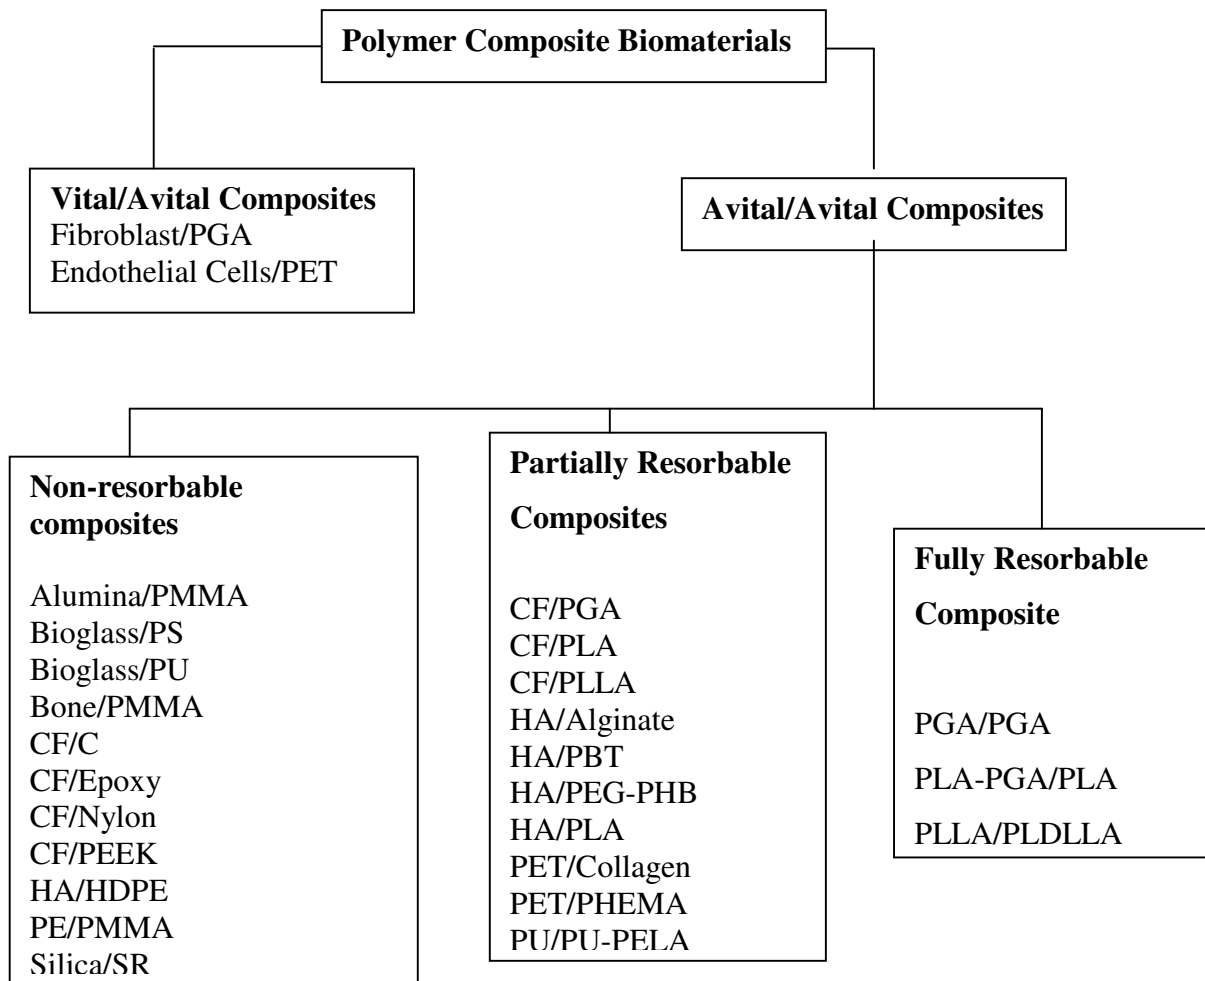 Polymer Composite Biomaterials
Vital/Avital Composites
Fibroblast/PGA
Endothelial Cells/PET
Avital/Avital Composites
Non-resorbable
composites
Alumina/PMMA
Bioglass/PS
Bioglass/PU
Bone/PMMA
CF/C
CF/Epoxy
CF/Nylon
CF/PEEK
HA/HDPE
PE/PMMA
Silica/SR
Partially Resorbable
Composites
CF/PGA
CF/PLA
CF/PLLA
HA/Alginate
HA/PBT
HA/PEG-PHB
HA/PLA
PET/Collagen
PET/PHEMA
PU/PU-PELA
Fully Resorbable
Composite
PGA/PGA
PLA-PGA/PLA
PLLA/PLDLLA